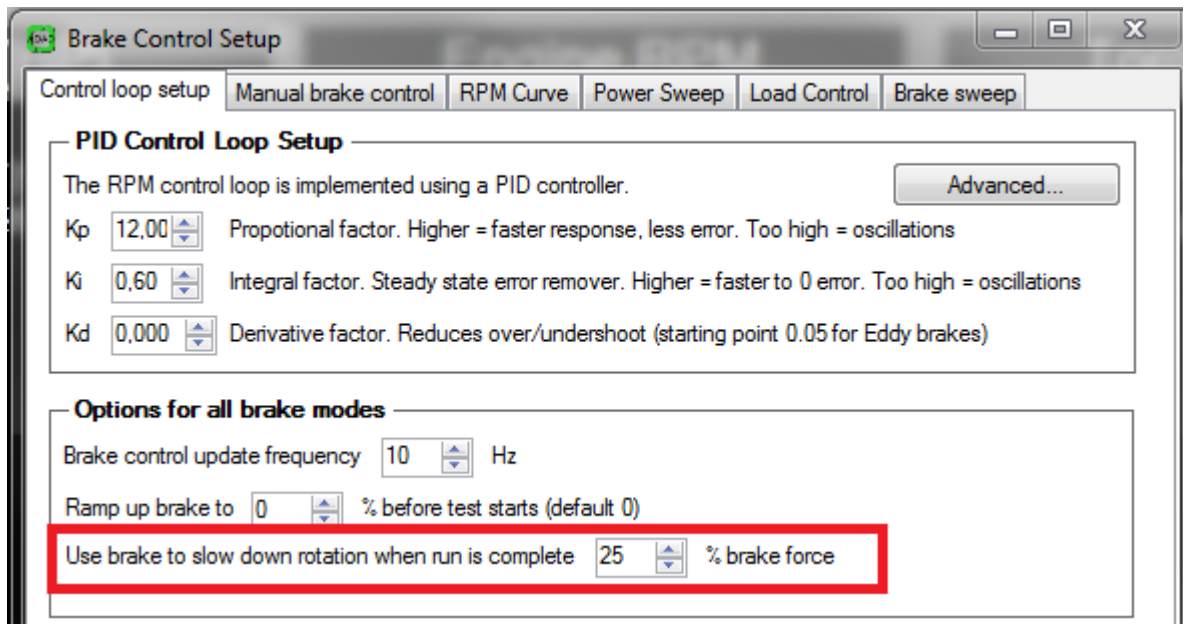 Brake Control Setup
Engine RPM
Control loop setup Manual brake control RPM Curve Power Sweep Load Control Brake sweep
PID Control Loop Setup
The RPM control loop is implemented using a PID controller. Advanced...
Kp 12,00 Propotional factor. Higher = faster response, less error. Too high = oscillations
Ki 0,60 Integral factor. Steady state error remover. Higher = faster to 0 error. Too high = oscillations
Kd 0,000 Derivative factor. Reduces over/undershoot (starting point 0.05 for Eddy brakes)
Options for all brake modes
Brake control update frequency 10 Hz
Ramp up brake to 0 % before test starts (default 0)
Use brake to slow down rotation when run is complete 25 % brake force